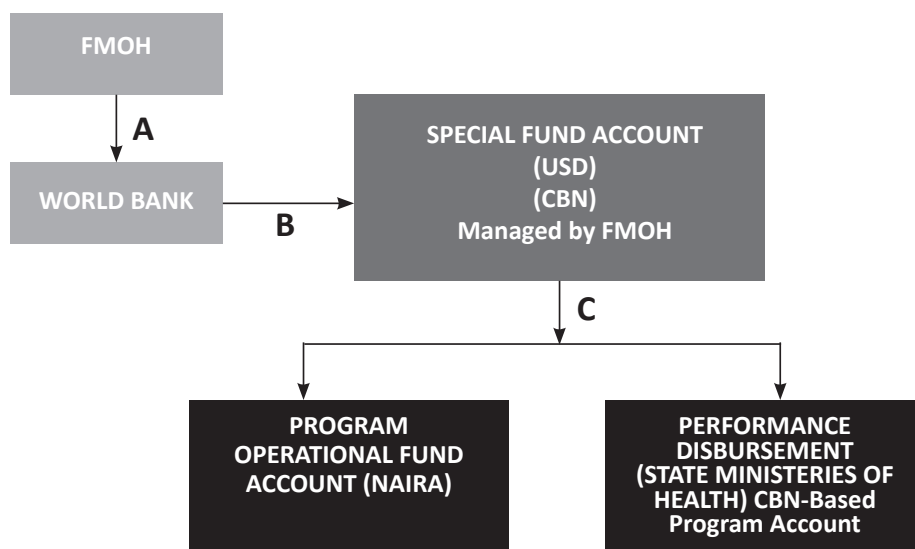 FMOH
A
WORLD BANK
B
SPECIAL FUND ACCOUNT
(USD)
(CBN)
Managed by FMOH
C
PROGRAM
OPERATIONAL FUND
ACCOUNT (NAIRA)
PERFORMANCE
DISBURSEMENT
(STATE MINISTERIES OF
HEALTH) CBN-Based
Program Account